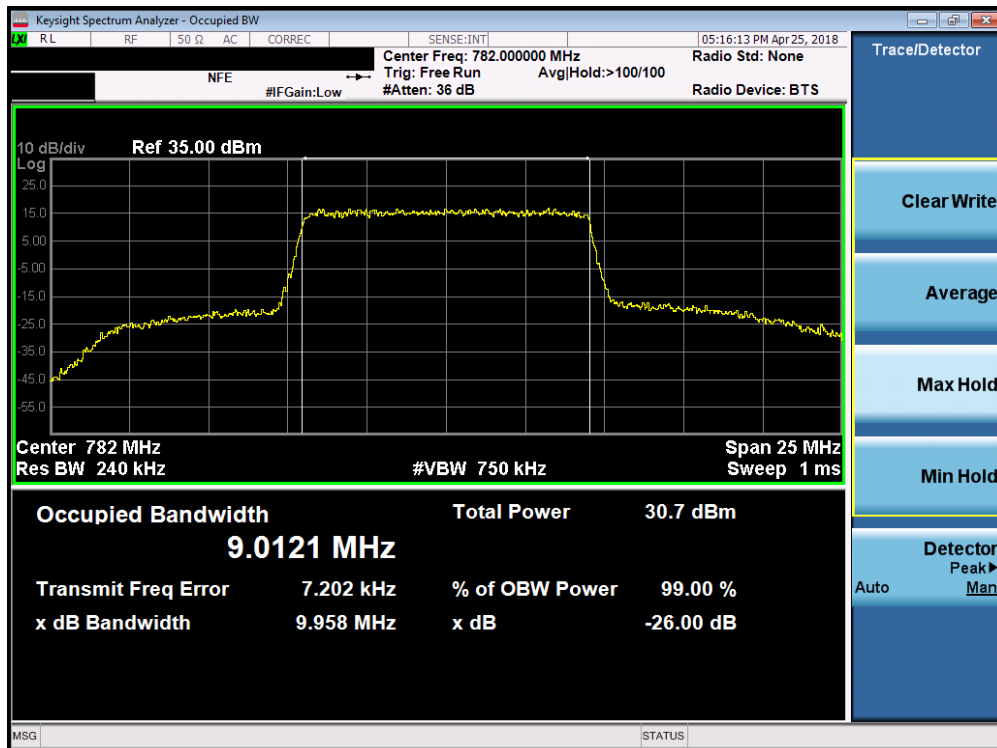 Keysight Spectrum Analyzer - Occupied BW
LXI RL RF 50 Ω AC CORREC SENSE:INT 05:16:13 PM Apr 25, 2018
Center Freq: 782.000000 MHz Radio Std: None
NFE Trig: Free Run Avg|Hold:>100/100
#IFGain:Low #Atten: 36 dB Radio Device: BTS
10 dB/div Ref 35.00 dBm
Log
25.0
15.0
5.00
-5.00
-15.0
-25.0
-35.0
-45.0
-55.0
Center 782 MHz Span 25 MHz
Res BW 240 kHz #VBW 750 kHz Sweep 1 ms
Occupied Bandwidth Total Power 30.7 dBm
9.0121 MHz
Transmit Freq Error 7.202 kHz % of OBW Power 99.00 %
x dB Bandwidth 9.958 MHz x dB -26.00 dB
MSG STATUS
Trace/Detector
Clear Write
Average
Max Hold
Min Hold
Detector
Peak▶
Auto Man